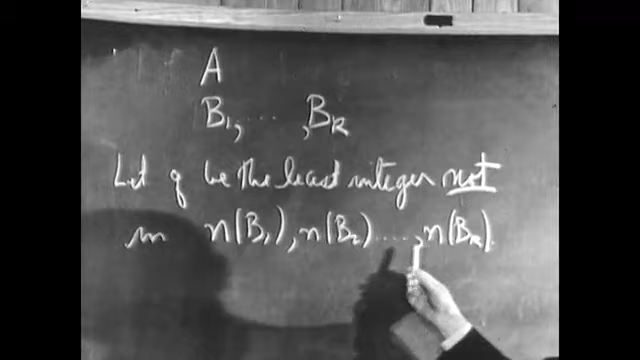 A
B₁, ... , Bₖ
Let g be the least integer not
in n(B₁), n(B₂)...., n(Bₖ).